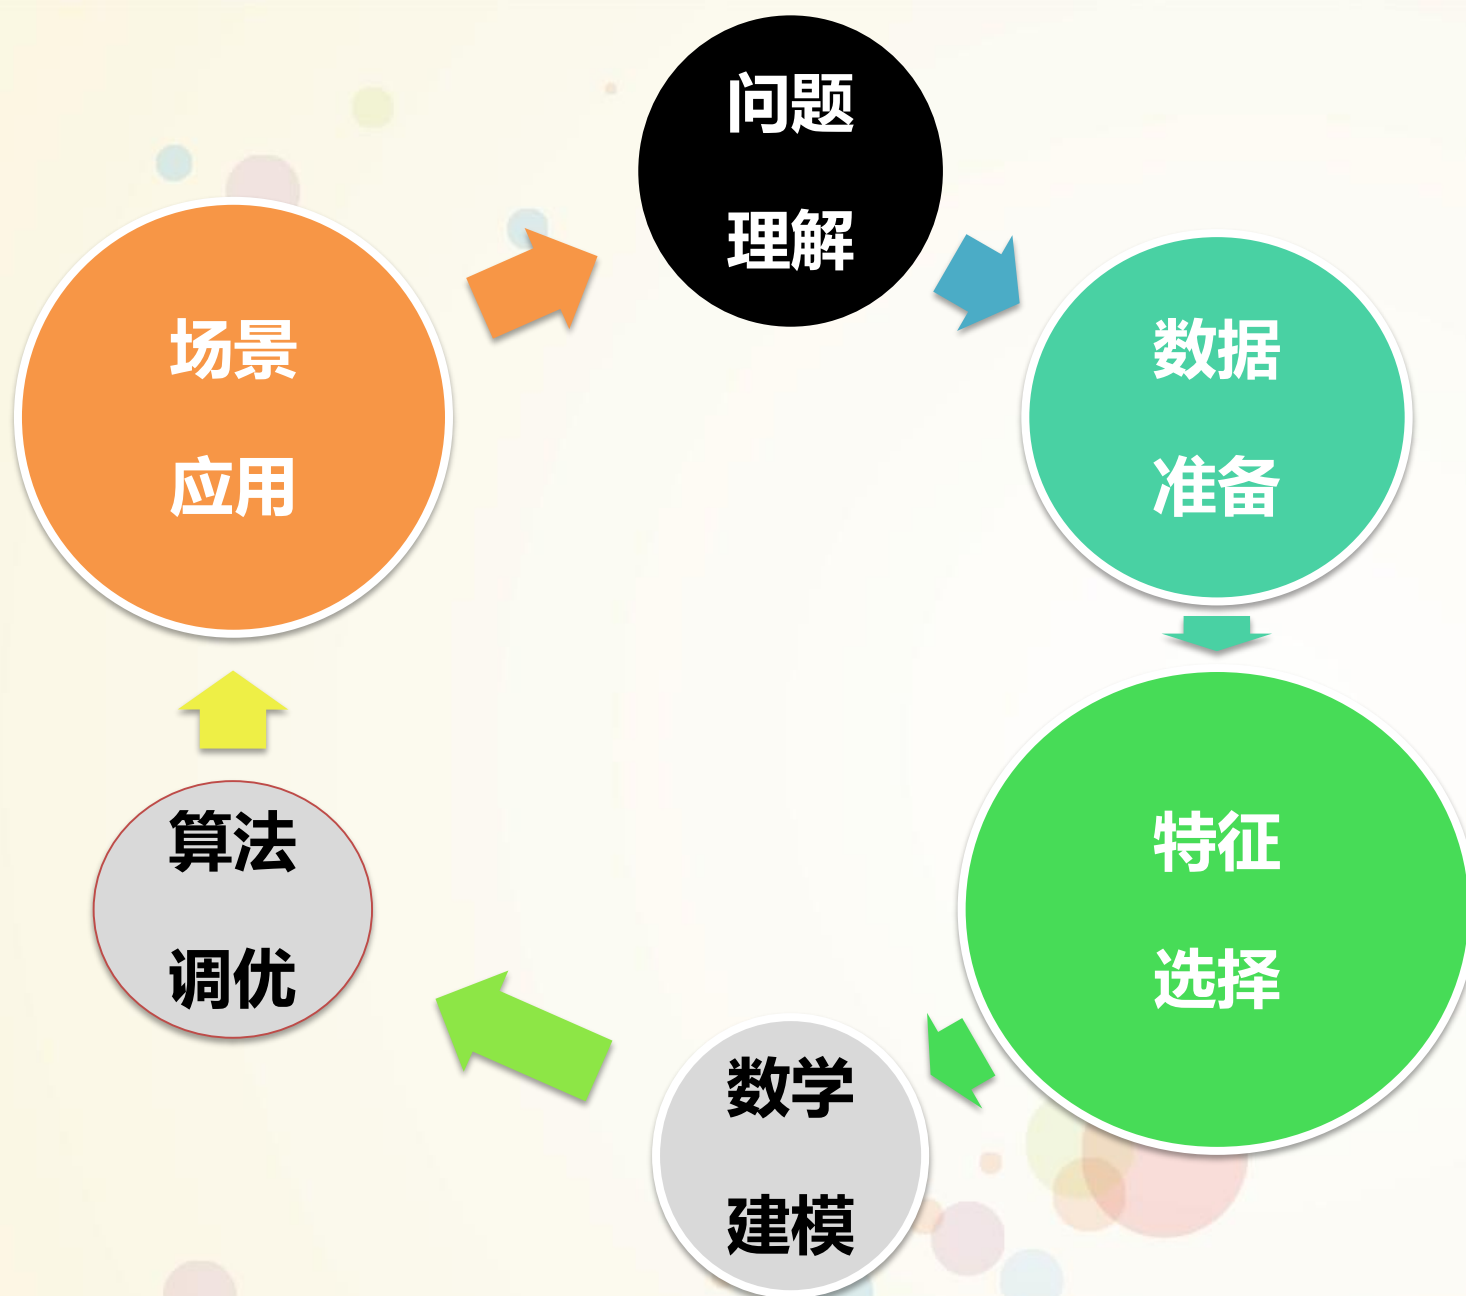 问题
理解
数据
准备
特征
选择
数学
建模
算法
调优
场景
应用